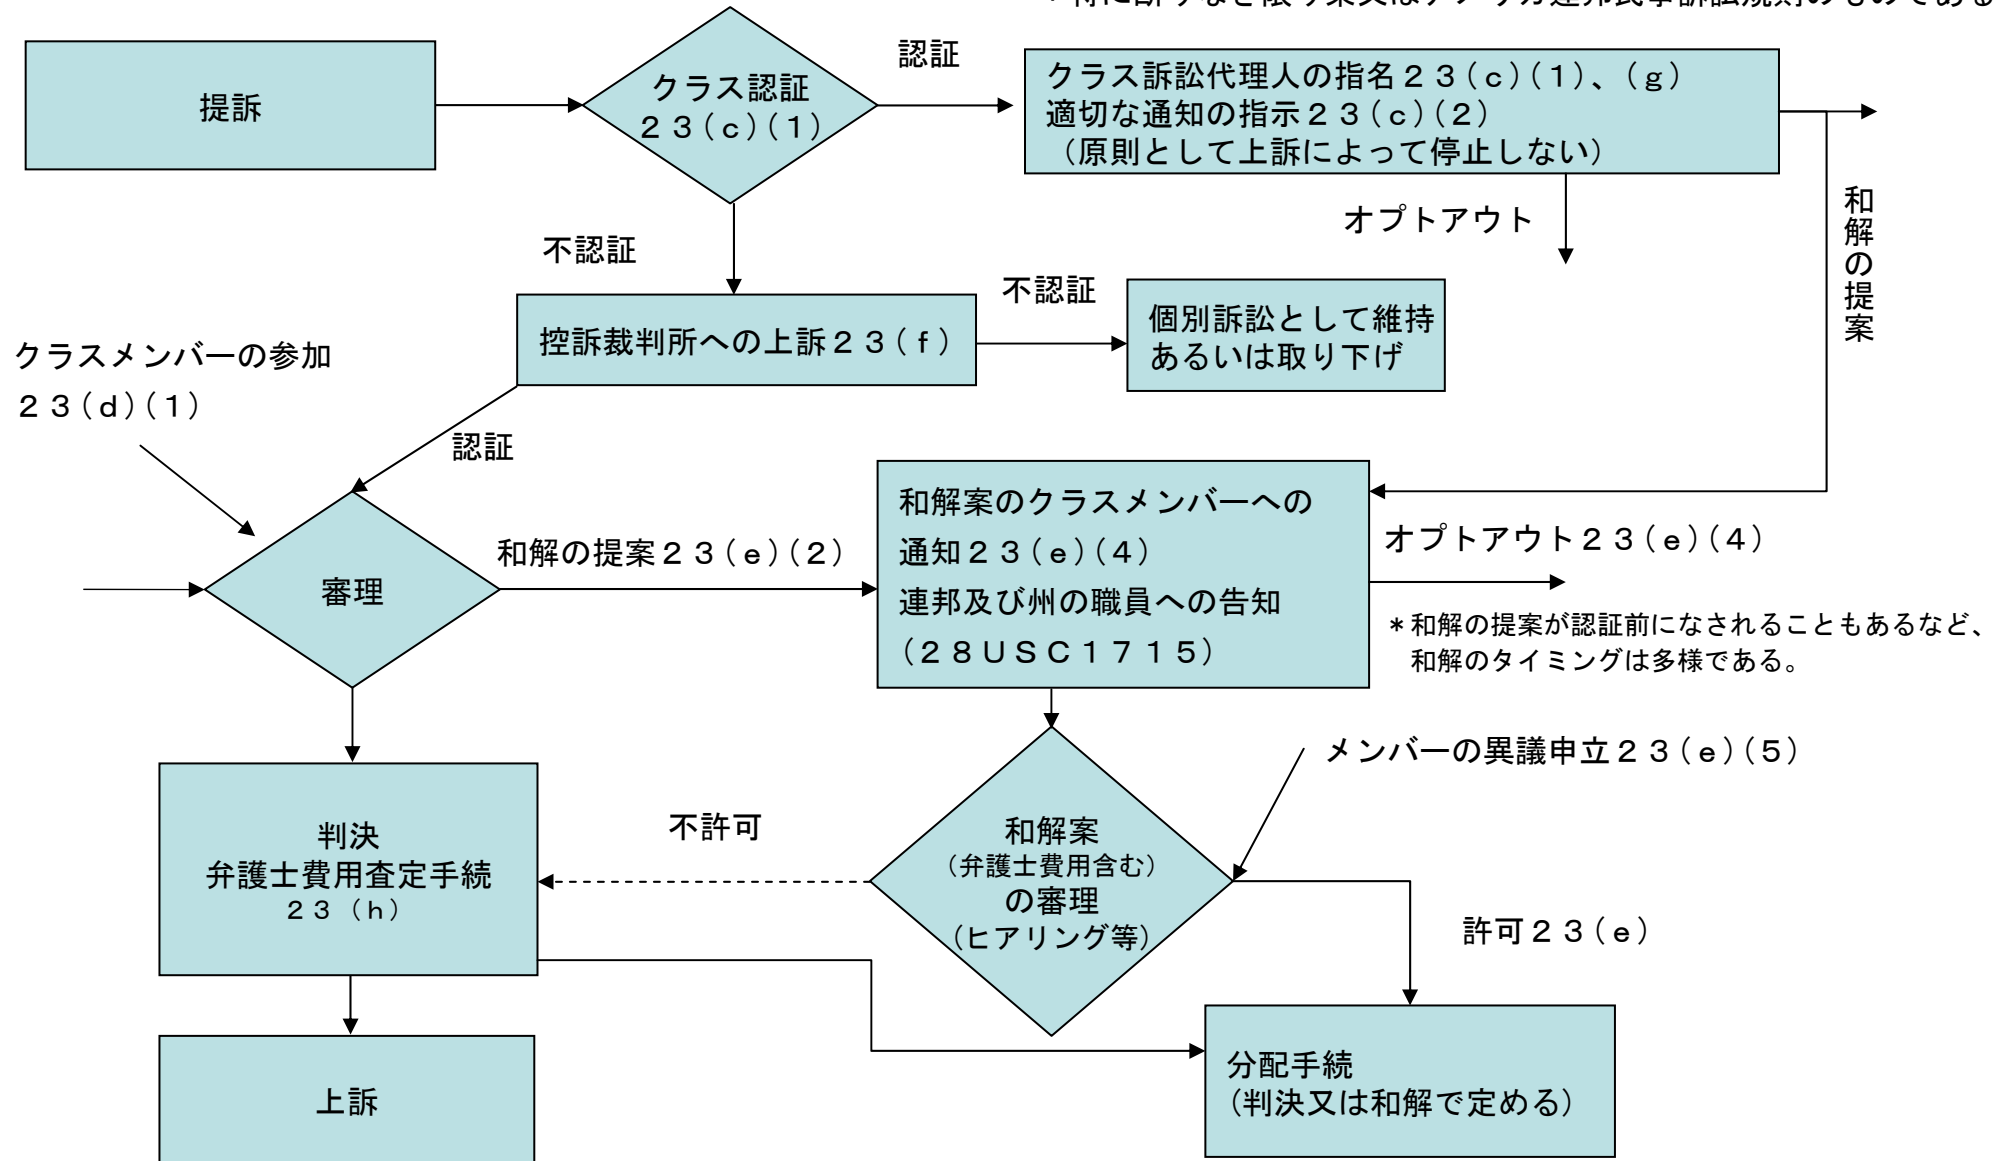 提訴
クラス認証
２３(ｃ)(１)
認証
クラス訴訟代理人の指名２３(ｃ)(１)、(ｇ)
適切な通知の指示２３(ｃ)(２)
（原則として上訴によって停止しない）
和解の提案
オプトアウト
不認証
控訴裁判所への上訴２３(ｆ)
不認証
個別訴訟として維持
あるいは取り下げ
クラスメンバーの参加
２３(ｄ)(１)
認証
審理
和解の提案２３(ｅ)(２)
和解案のクラスメンバーへの
通知２３(ｅ)(４)
連邦及び州の職員への告知
(２８ＵＳＣ１７１５)
オプトアウト２３(ｅ)(４)
＊和解の提案が認証前になされることもあるなど、
和解のタイミングは多様である。
メンバーの異議申立２３(ｅ)(５)
判決
弁護士費用査定手続
２３（ｈ）
不許可
和解案
（弁護士費用含む）
の審理
（ヒアリング等）
許可２３(ｅ)
分配手続
（判決又は和解で定める）
上訴